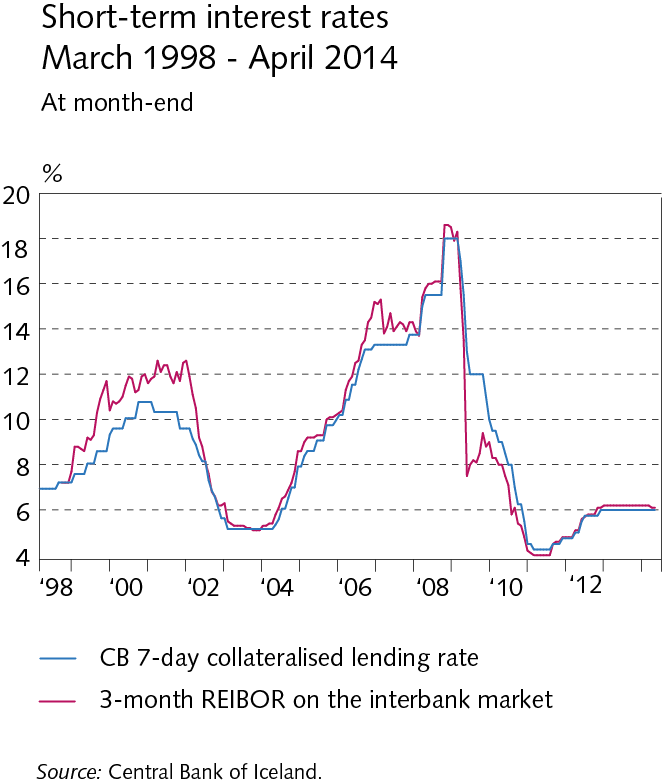 Short-term interest rates
March 1998 - April 2014
At month-end
%
20
18
16
14
12
10
8
6
4
‘98 ‘00 ‘02 ‘04 ‘06 ‘08 ‘10 ‘12
CB 7-day collateralised lending rate
3-month REIBOR on the interbank market
Source: Central Bank of Iceland.